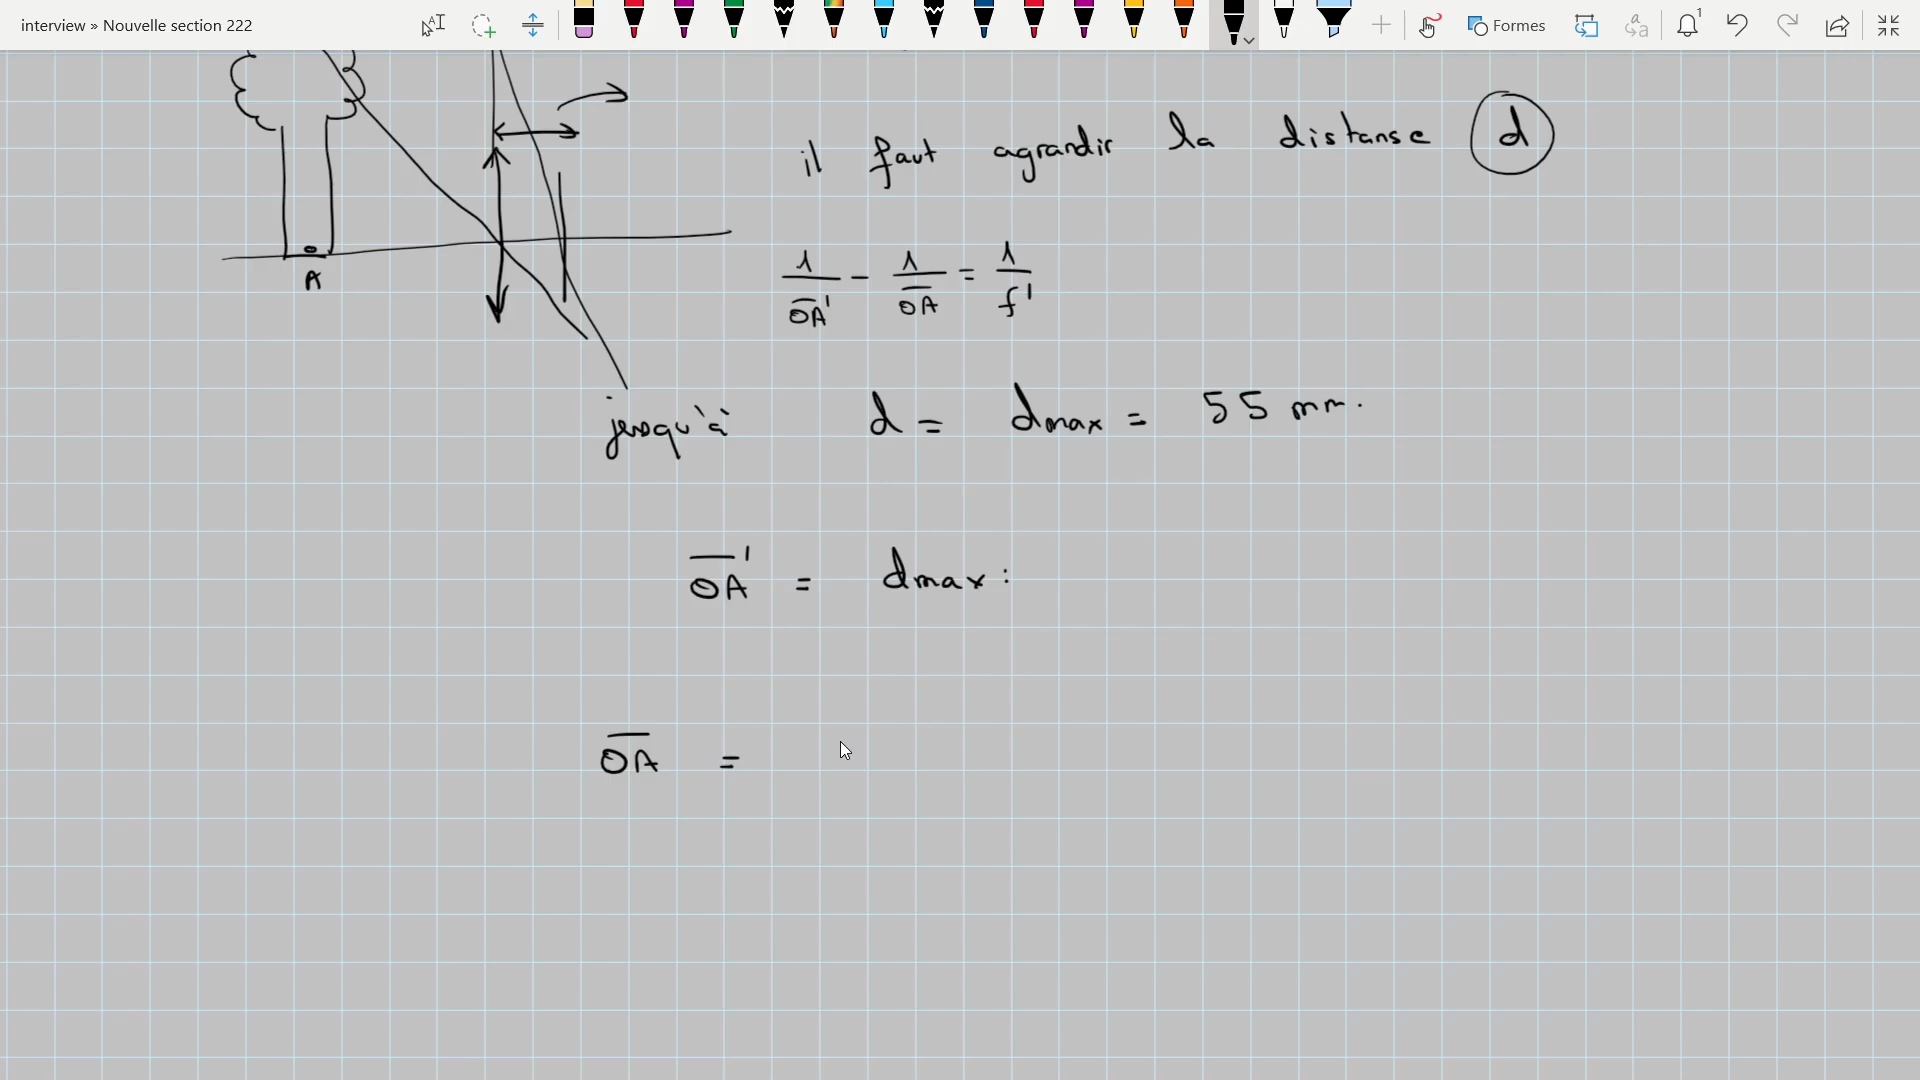 interview » Nouvelle section 222
Formes
1
il faut agrandir la distanse d
1/OA' - 1/OA = 1/f'
A
jusqu'à d = dmax = 55 mm.
OA' = dmax :
OA =